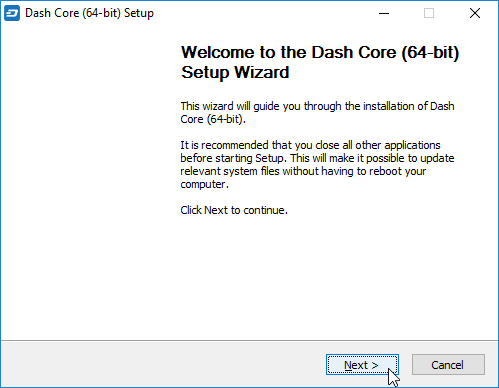 Dash Core (64-bit) Setup
Welcome to the Dash Core (64-bit)
Setup Wizard
This wizard will guide you through the installation of Dash
Core (64-bit).
It is recommended that you close all other applications
before starting Setup. This will make it possible to update
relevant system files without having to reboot your
computer.
Click Next to continue.
Next >
Cancel